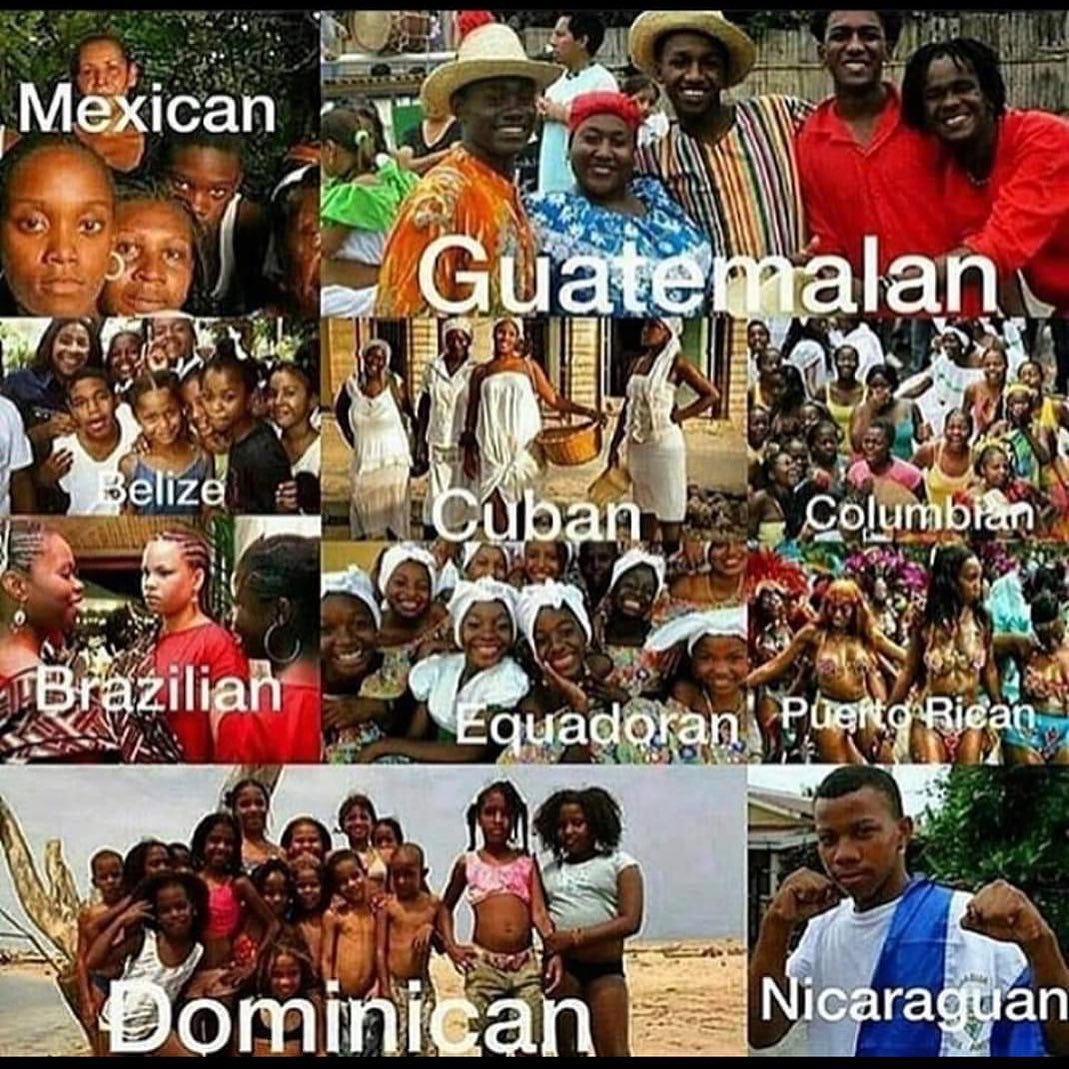 Mexican
Guatemalan
Belize
Cuban
Columbian
Brazilian
Equadoran
Puerto Rican
Dominican
Nicaraguan